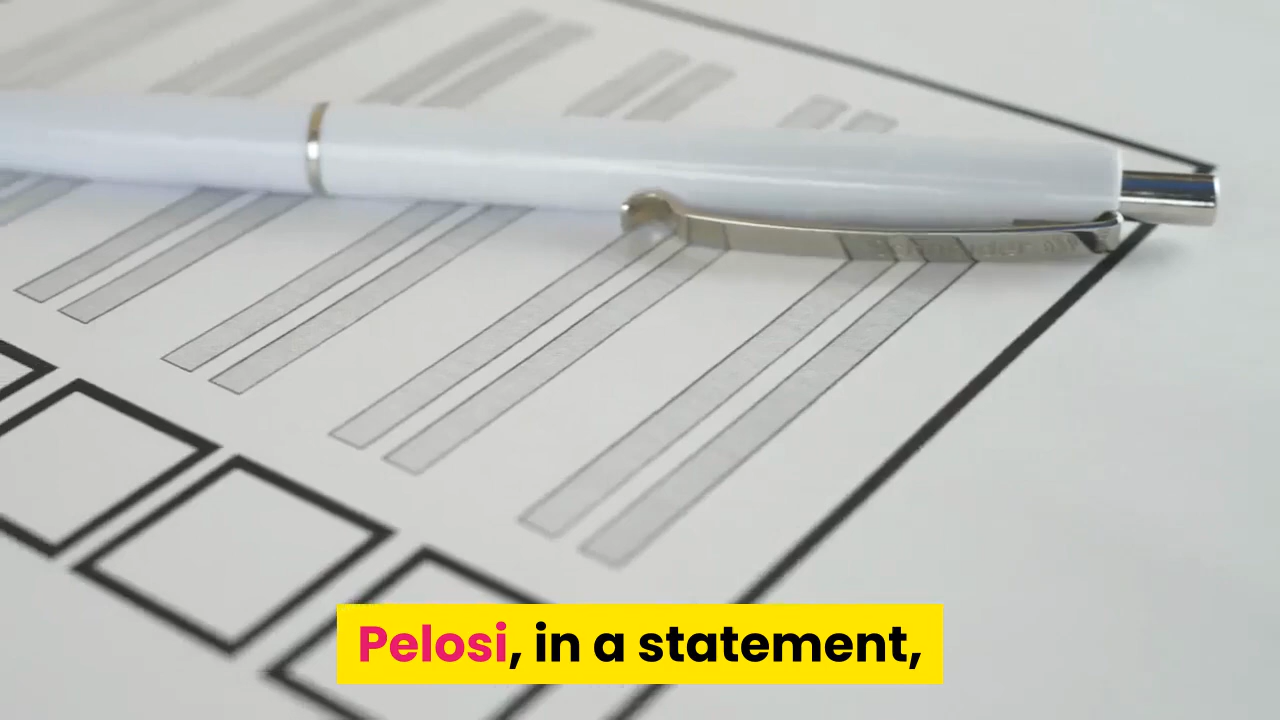 Pelosi, in a statement,